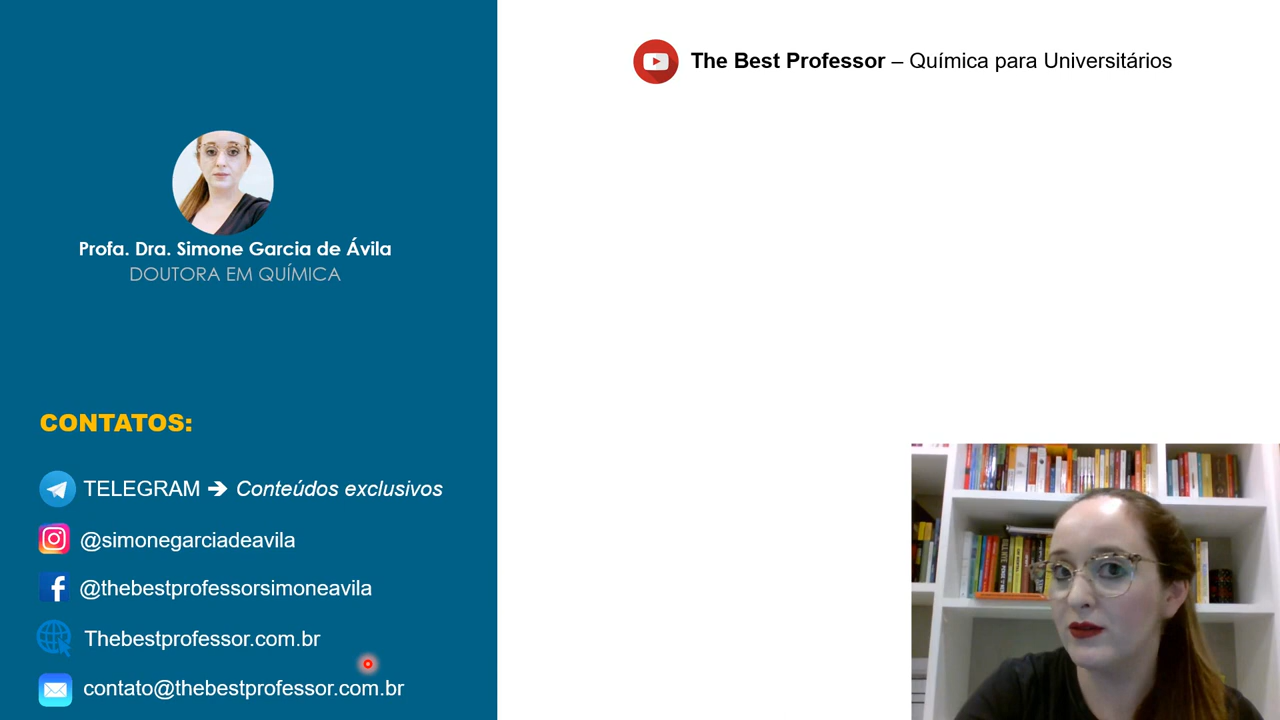 The Best Professor – Química para Universitários
Profa. Dra. Simone Garcia de Ávila
DOUTORA EM QUÍMICA
CONTATOS:
TELEGRAM ➔ Conteúdos exclusivos
@simonegarciadeavila
@thebestprofessorsimoneavila
Thebestprofessor.com.br
contato@thebestprofessor.com.br